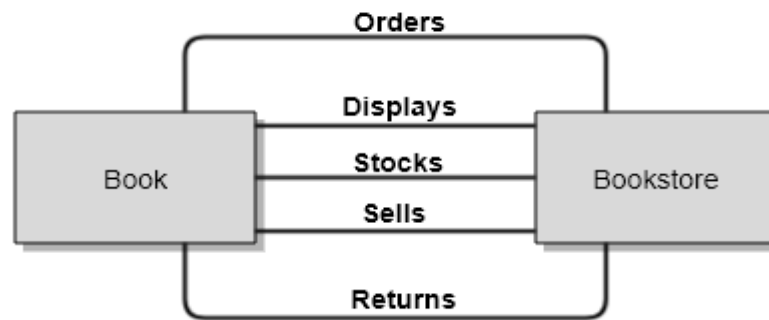 Orders
Displays
Book
Stocks
Bookstore
Sells
Returns